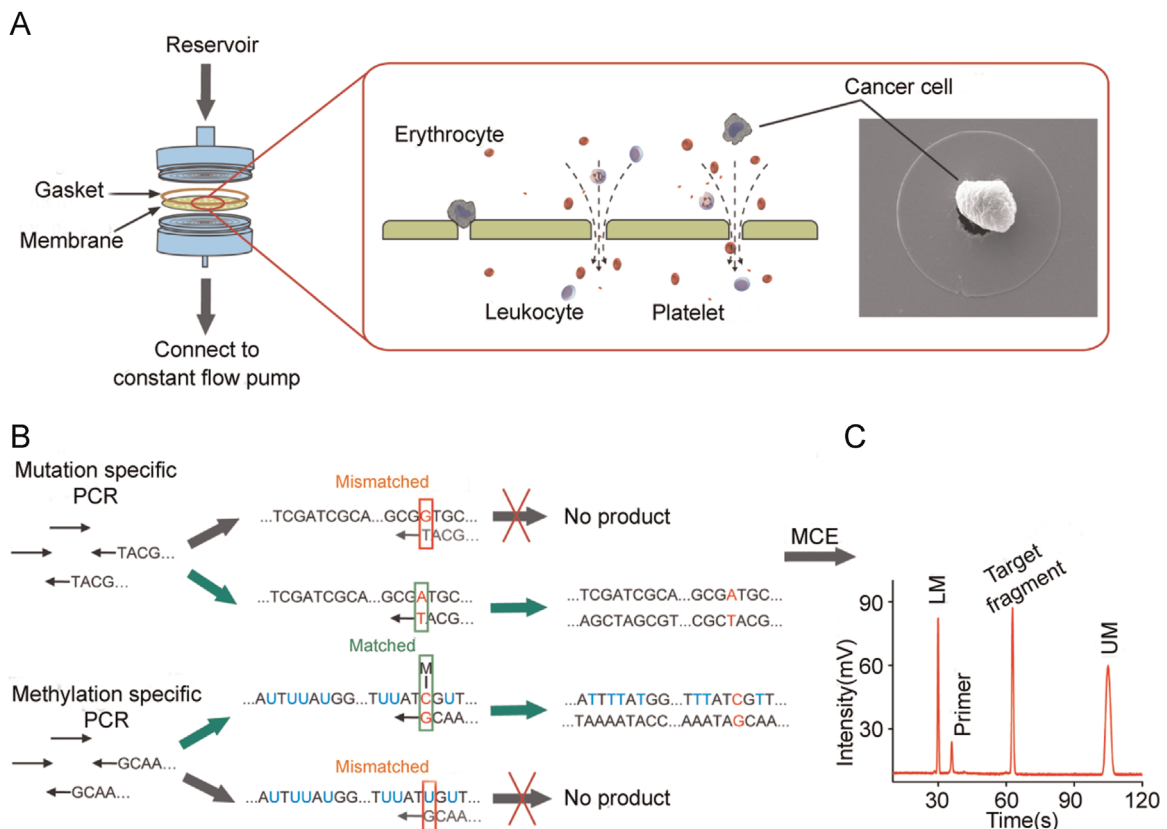 A
Reservoir
Gasket
Membrane
Connect to
constant flow pump
Erythrocyte
Cancer cell
Leukocyte
Platelet
B
Mutation specific
PCR
TACG...
TACG...
Mismatched
...TCGATCGCA...GCGGTGC...
TACG...
No product
...TCGATCGCA...GCGATGC...
TACG...
Matched
...TCGATCGCA...GCGATGC...
...AGCTAGCGT...CGCTACG...
Methylation specific
PCR
GCAA...
GCAA...
M
...AUTUUAUGG...TUUATCGUT...
GCAA...
...ATTTTATGG...TTTATCGTT...
...TAAAATACC...AAATAGCAA...
Mismatched
...AUTUUAUGG...TUUATUGUT...
GCAA...
No product
MCE
C
Intensity(mV)
90
60
30
LM
Primer
Target
fragment
UM
30
60
90
120
Time(s)